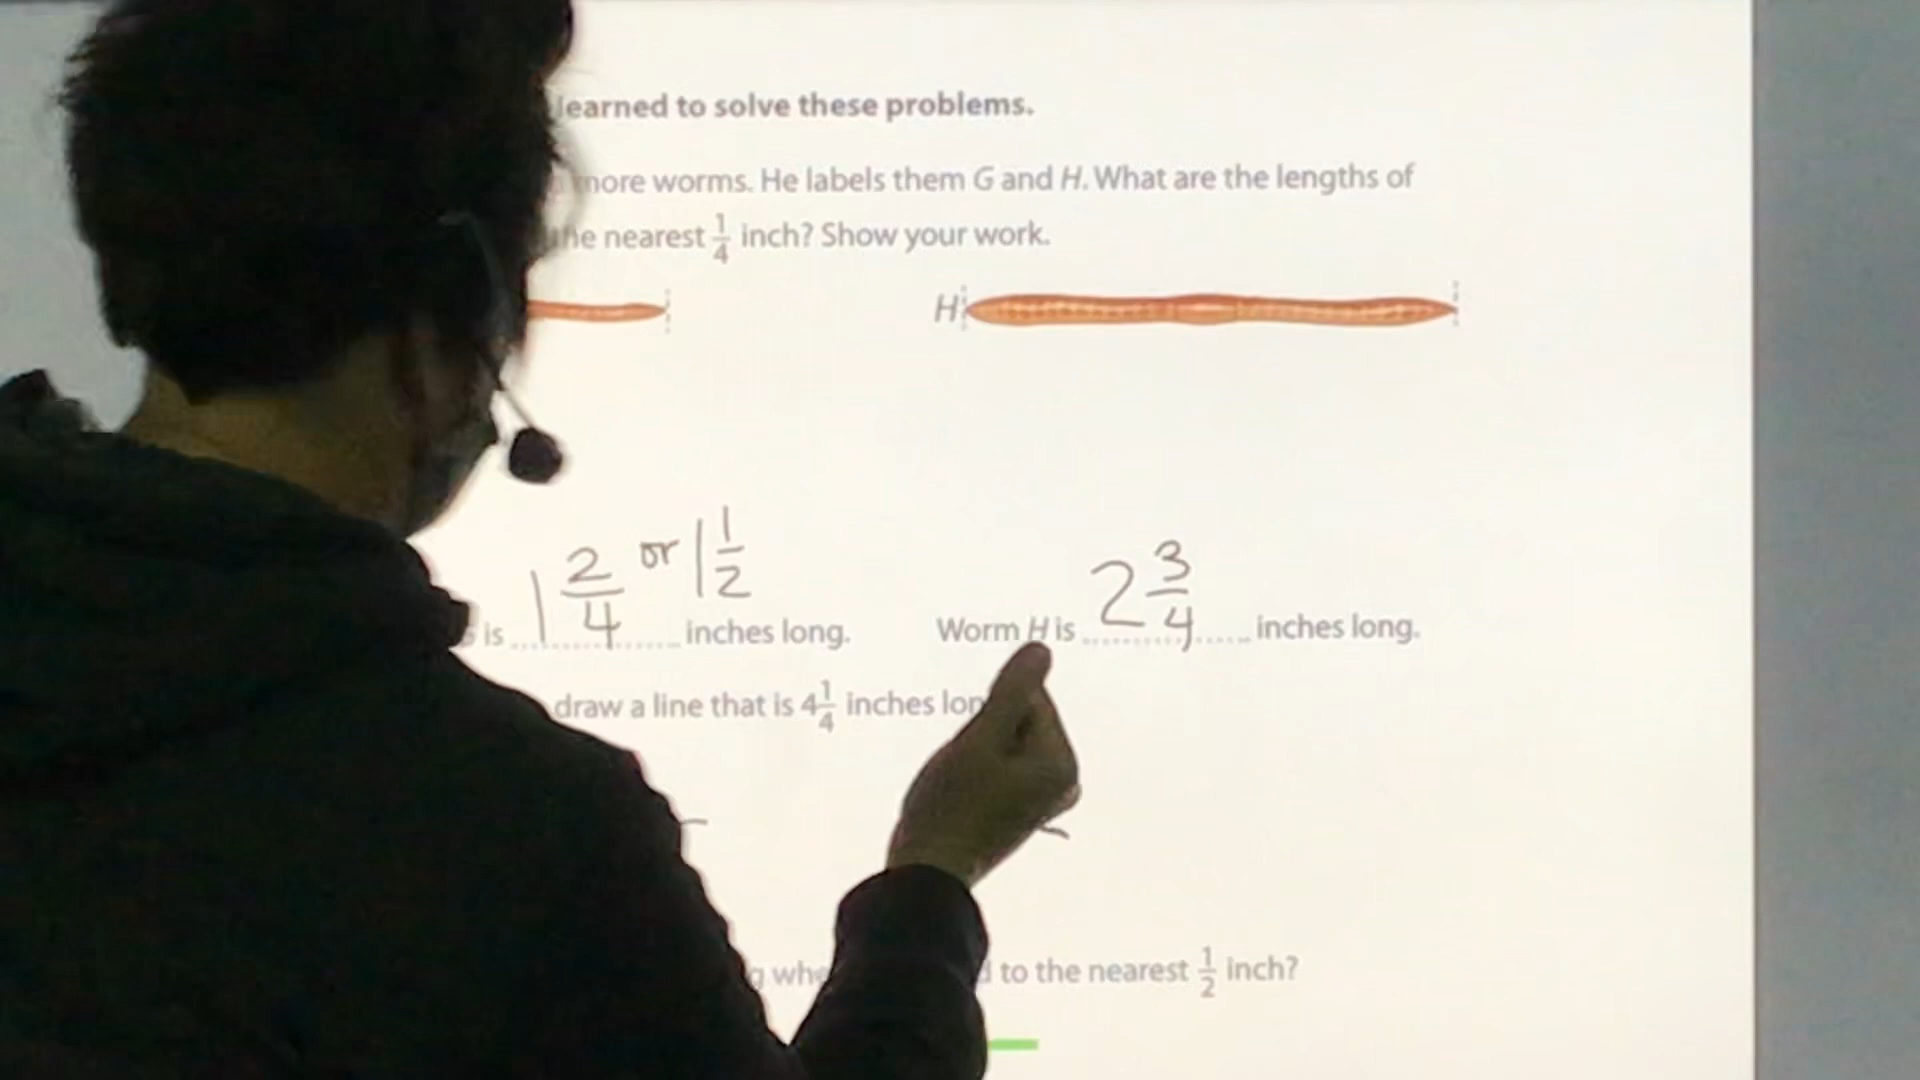 learned to solve these problems.
more worms. He labels them G and H. What are the lengths of
the nearest 1/4 inch? Show your work.
H
is 1 2/4 or 1 1/2 inches long.
Worm H is 2 3/4 inches long.
draw a line that is 4 1/4 inches
to the nearest 1/2 inch?